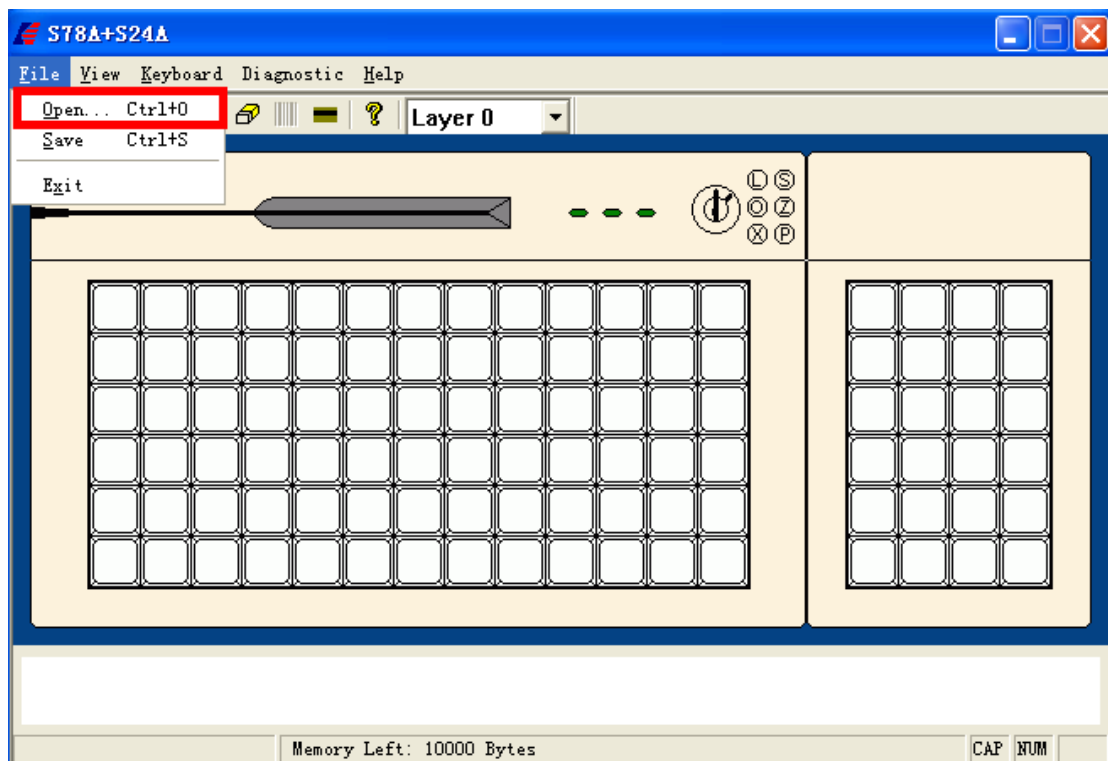 S78A+S24A
File View Keyboard Diagnostic Help
Open... Ctrl+O
Layer 0
Save Ctrl+S
Exit
L S
O Z
X P
Memory Left: 10000 Bytes CAP NUM